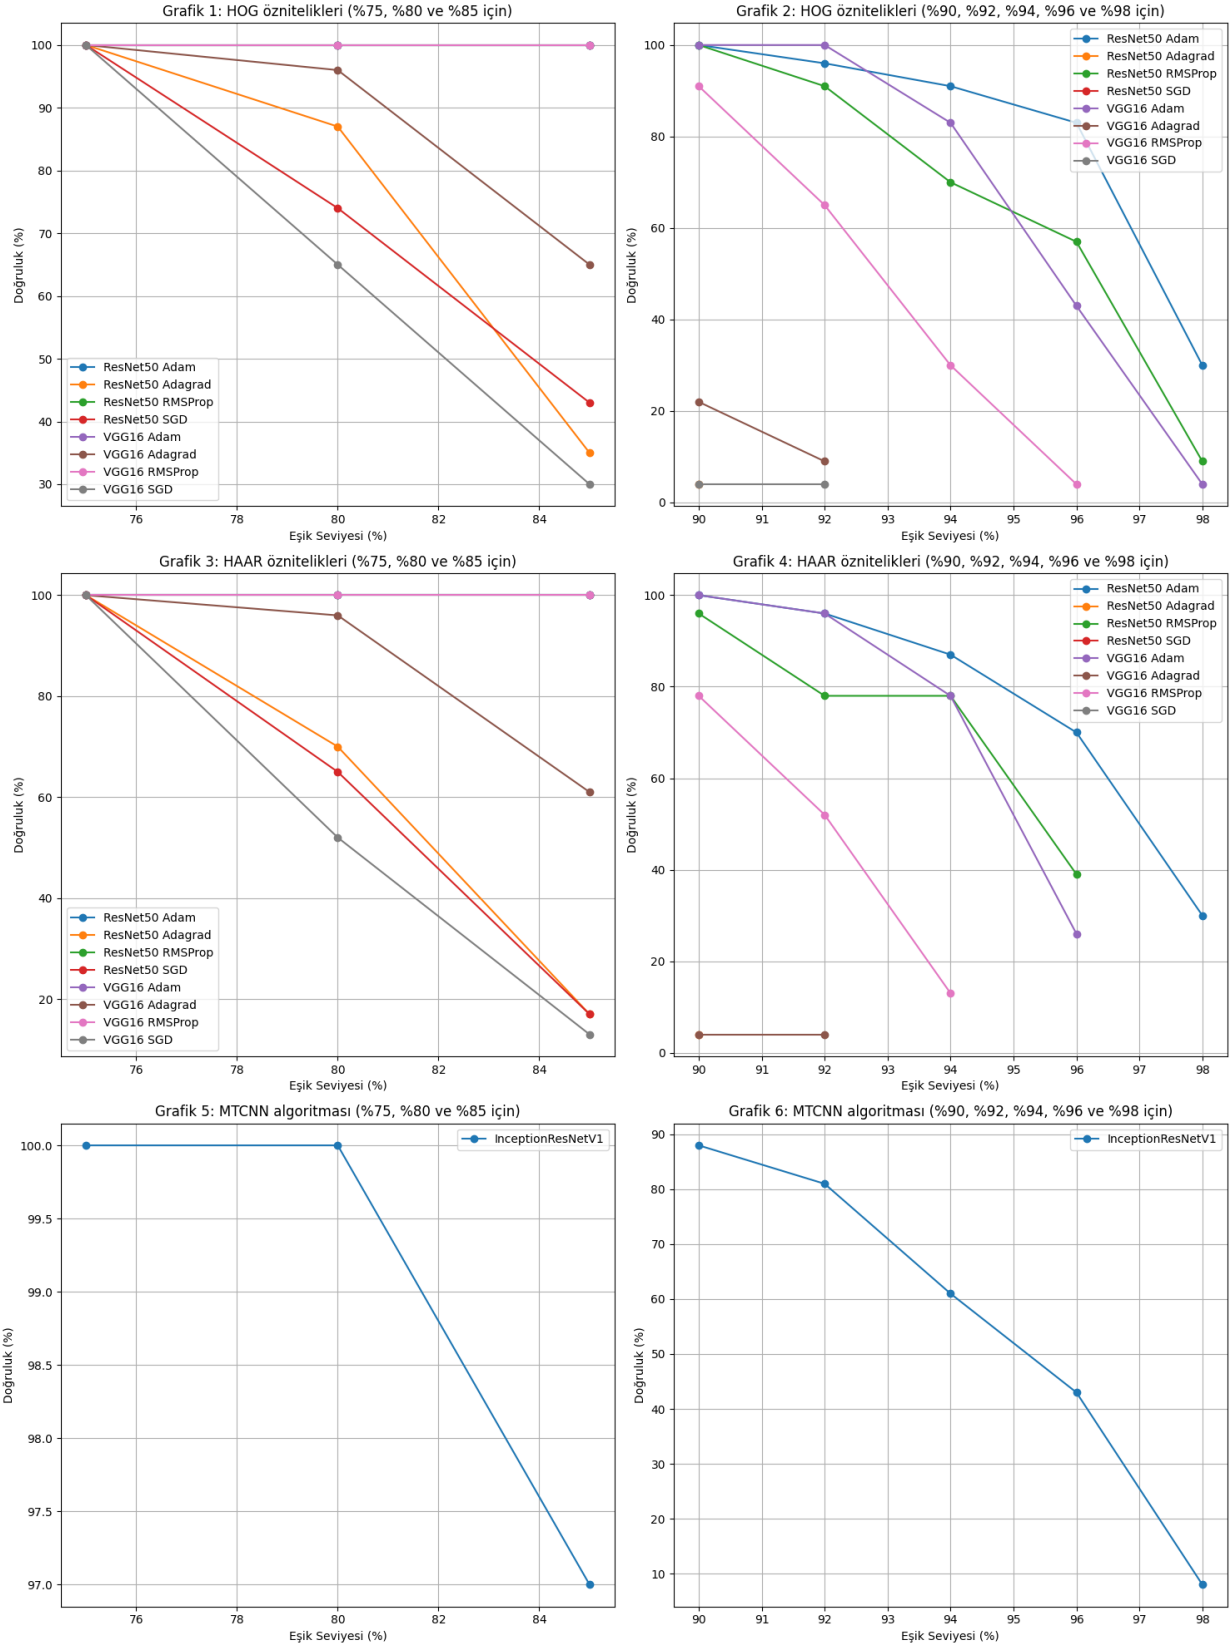 Grafik 1: HOG öznitelikleri (%75, %80 ve %85 için)
100
90
80
70
60
50
40
30
Doğruluk (%)
ResNet50 Adam
ResNet50 Adagrad
ResNet50 RMSProp
ResNet50 SGD
VGG16 Adam
VGG16 Adagrad
VGG16 RMSProp
VGG16 SGD
76 78 80 82 84
Eşik Seviyesi (%)
Grafik 2: HOG öznitelikleri (%90, %92, %94, %96 ve %98 için)
100
80
60
40
20
0
Doğruluk (%)
ResNet50 Adam
ResNet50 Adagrad
ResNet50 RMSProp
ResNet50 SGD
VGG16 Adam
VGG16 Adagrad
VGG16 RMSProp
VGG16 SGD
90 91 92 93 94 95 96 97 98
Eşik Seviyesi (%)
Grafik 3: HAAR öznitelikleri (%75, %80 ve %85 için)
100
80
60
40
20
Doğruluk (%)
ResNet50 Adam
ResNet50 Adagrad
ResNet50 RMSProp
ResNet50 SGD
VGG16 Adam
VGG16 Adagrad
VGG16 RMSProp
VGG16 SGD
76 78 80 82 84
Eşik Seviyesi (%)
Grafik 4: HAAR öznitelikleri (%90, %92, %94, %96 ve %98 için)
100
80
60
40
20
0
Doğruluk (%)
ResNet50 Adam
ResNet50 Adagrad
ResNet50 RMSProp
ResNet50 SGD
VGG16 Adam
VGG16 Adagrad
VGG16 RMSProp
VGG16 SGD
90 91 92 93 94 95 96 97 98
Eşik Seviyesi (%)
Grafik 5: MTCNN algoritması (%75, %80 ve %85 için)
100.0
99.5
99.0
98.5
98.0
97.5
97.0
Doğruluk (%)
InceptionResNetV1
76 78 80 82 84
Eşik Seviyesi (%)
Grafik 6: MTCNN algoritması (%90, %92, %94, %96 ve %98 için)
90
80
70
60
50
40
30
20
10
Doğruluk (%)
InceptionResNetV1
90 91 92 93 94 95 96 97 98
Eşik Seviyesi (%)